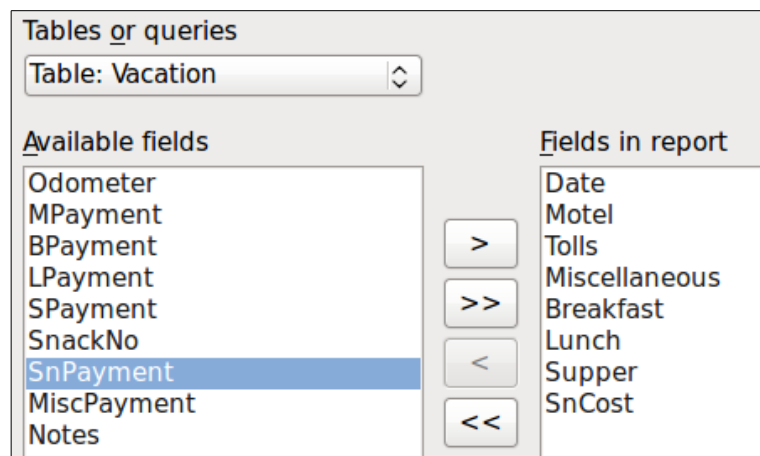 Tables or queries
Table: Vacation
Available fields
Odometer
MPayment
BPayment
LPayment
SPayment
SnackNo
SnPayment
MiscPayment
Notes
>
>>
<
<<
Fields in report
Date
Motel
Tolls
Miscellaneous
Breakfast
Lunch
Supper
SnCost